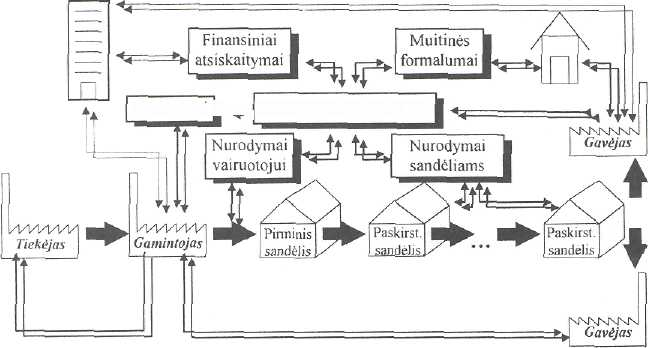 Finansiniai
atsiskaitymai
Muitinės
formalumai
Gavėjas
Nurodymai
vairuotojui
Nurodymai
sandėliams
Tiekėjas
Gamintojas
Pirminis
sandėlis
Paskirst.
sandelis
...
Paskirst.
sandelis
Gavėjas